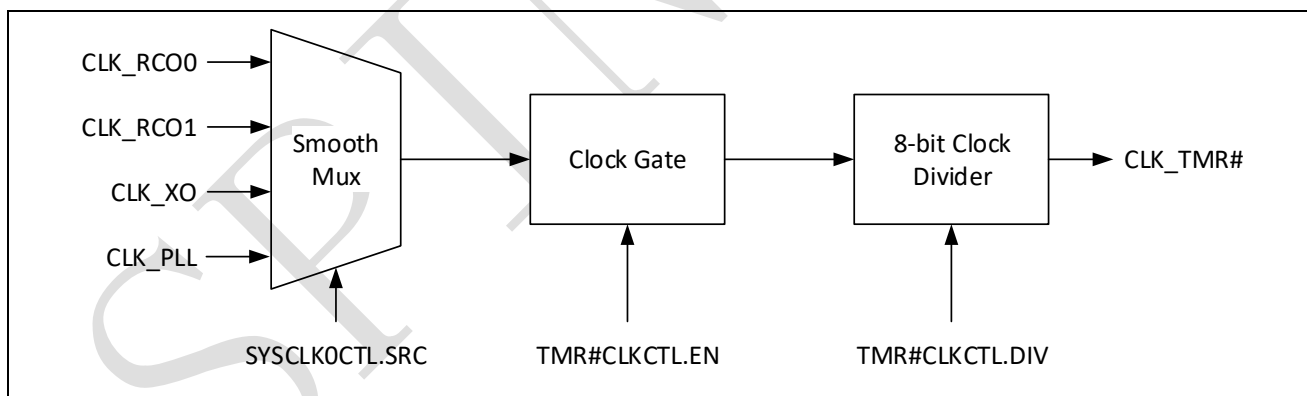 CLK_RCO0
CLK_RCO1
CLK_XO
CLK_PLL
Smooth
Mux
Clock Gate
8-bit Clock
Divider
CLK_TMR#
SYSCLK0CTL.SRC
TMR#CLKCTL.EN
TMR#CLKCTL.DIV